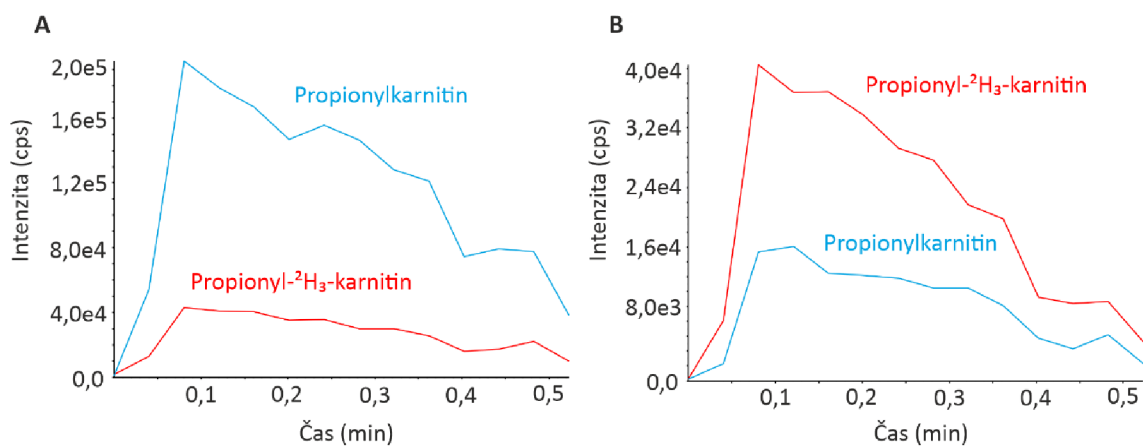 A
Intenzita (cps)
2,0e5
1,6e5
1,2e5
8,0e4
4,0e4
0,0
Propionylkarnitin
Propionyl-²H₃-karnitin
0,1
0,2
0,3
0,4
0,5
Čas (min)
B
Intenzita (cps)
4,0e4
3,2e4
2,4e4
1,6e4
8,0e3
0,0
Propionyl-²H₃-karnitin
Propionylkarnitin
0,1
0,2
0,3
0,4
0,5
Čas (min)